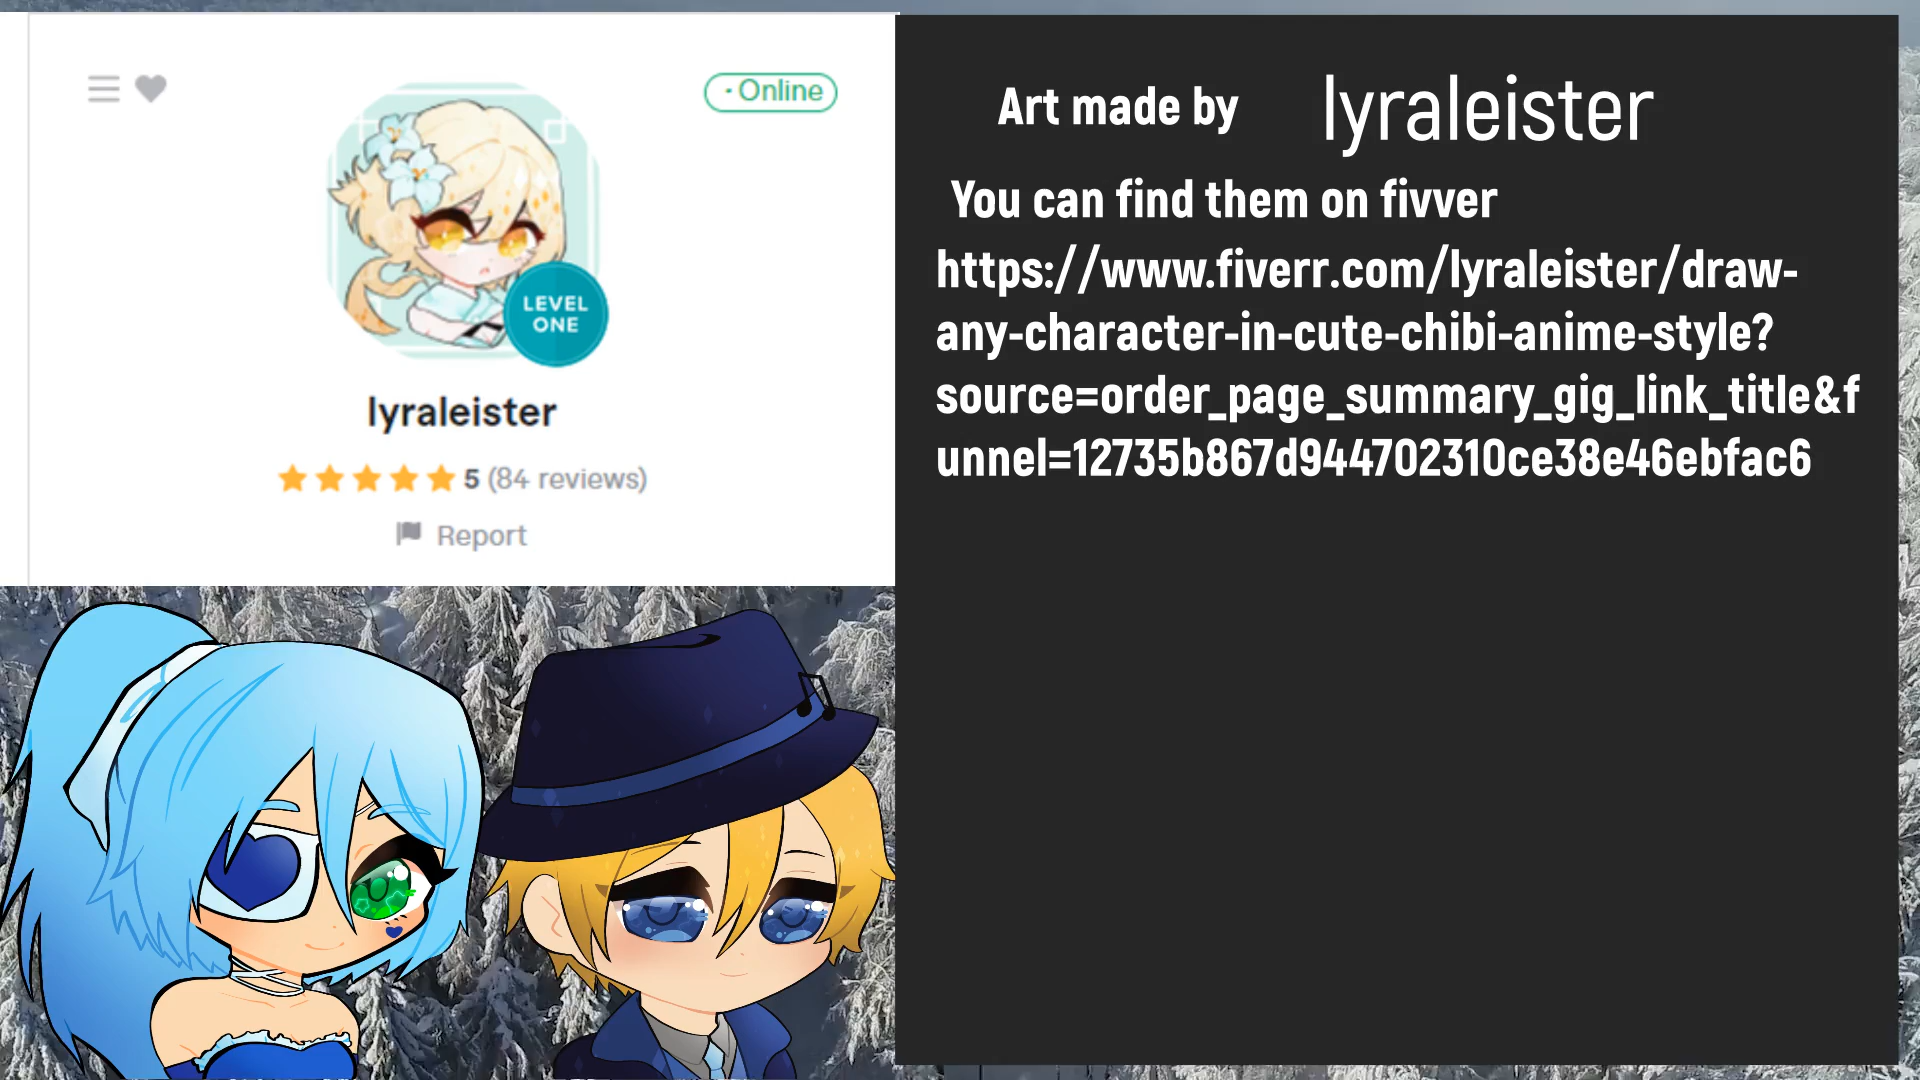 · Online
LEVEL
ONE
lyraleister
5 (84 reviews)
Report
Art made by lyraleister
You can find them on fivver
https://www.fiverr.com/lyraleister/draw-
any-character-in-cute-chibi-anime-style?
source=order_page_summary_gig_link_title&f
unnel=12735b867d944702310ce38e46ebfac6